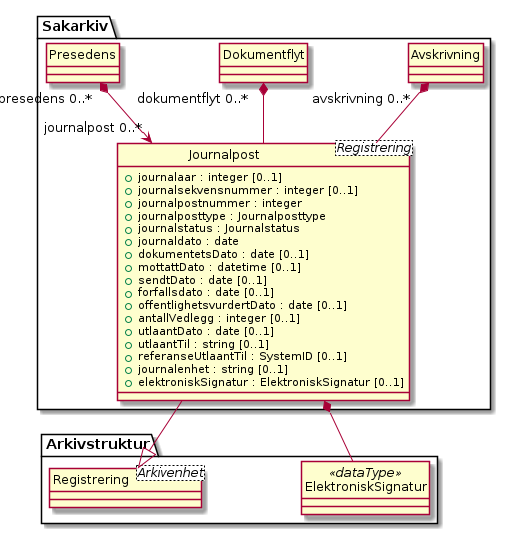 Sakarkiv
Presedens
Dokumentflyt
Avskrivning
presedens 0..*
dokumentflyt 0..*
avskrivning 0..*
journalpost 0..*
Registrering
Journalpost
journalaar : integer [0..1]
journalsekvensnummer : integer [0..1]
journalpostnummer : integer
journalposttype : Journalposttype
journalstatus : Journalstatus
journaldato : date
dokumentetsDato : date [0..1]
mottattDato : datetime [0..1]
sendtDato : date [0..1]
forfallsdato : date [0..1]
offentlighetsvurdertDato : date [0..1]
antallVedlegg : integer [0..1]
utlaantDato : date [0..1]
utlaantTil : string [0..1]
referanseUtlaantTil : SystemID [0..1]
journalenhet : string [0..1]
elektroniskSignatur : ElektroniskSignatur [0..1]
Arkivstruktur
Arkivenhet
Registrering
«dataType»
ElektroniskSignatur